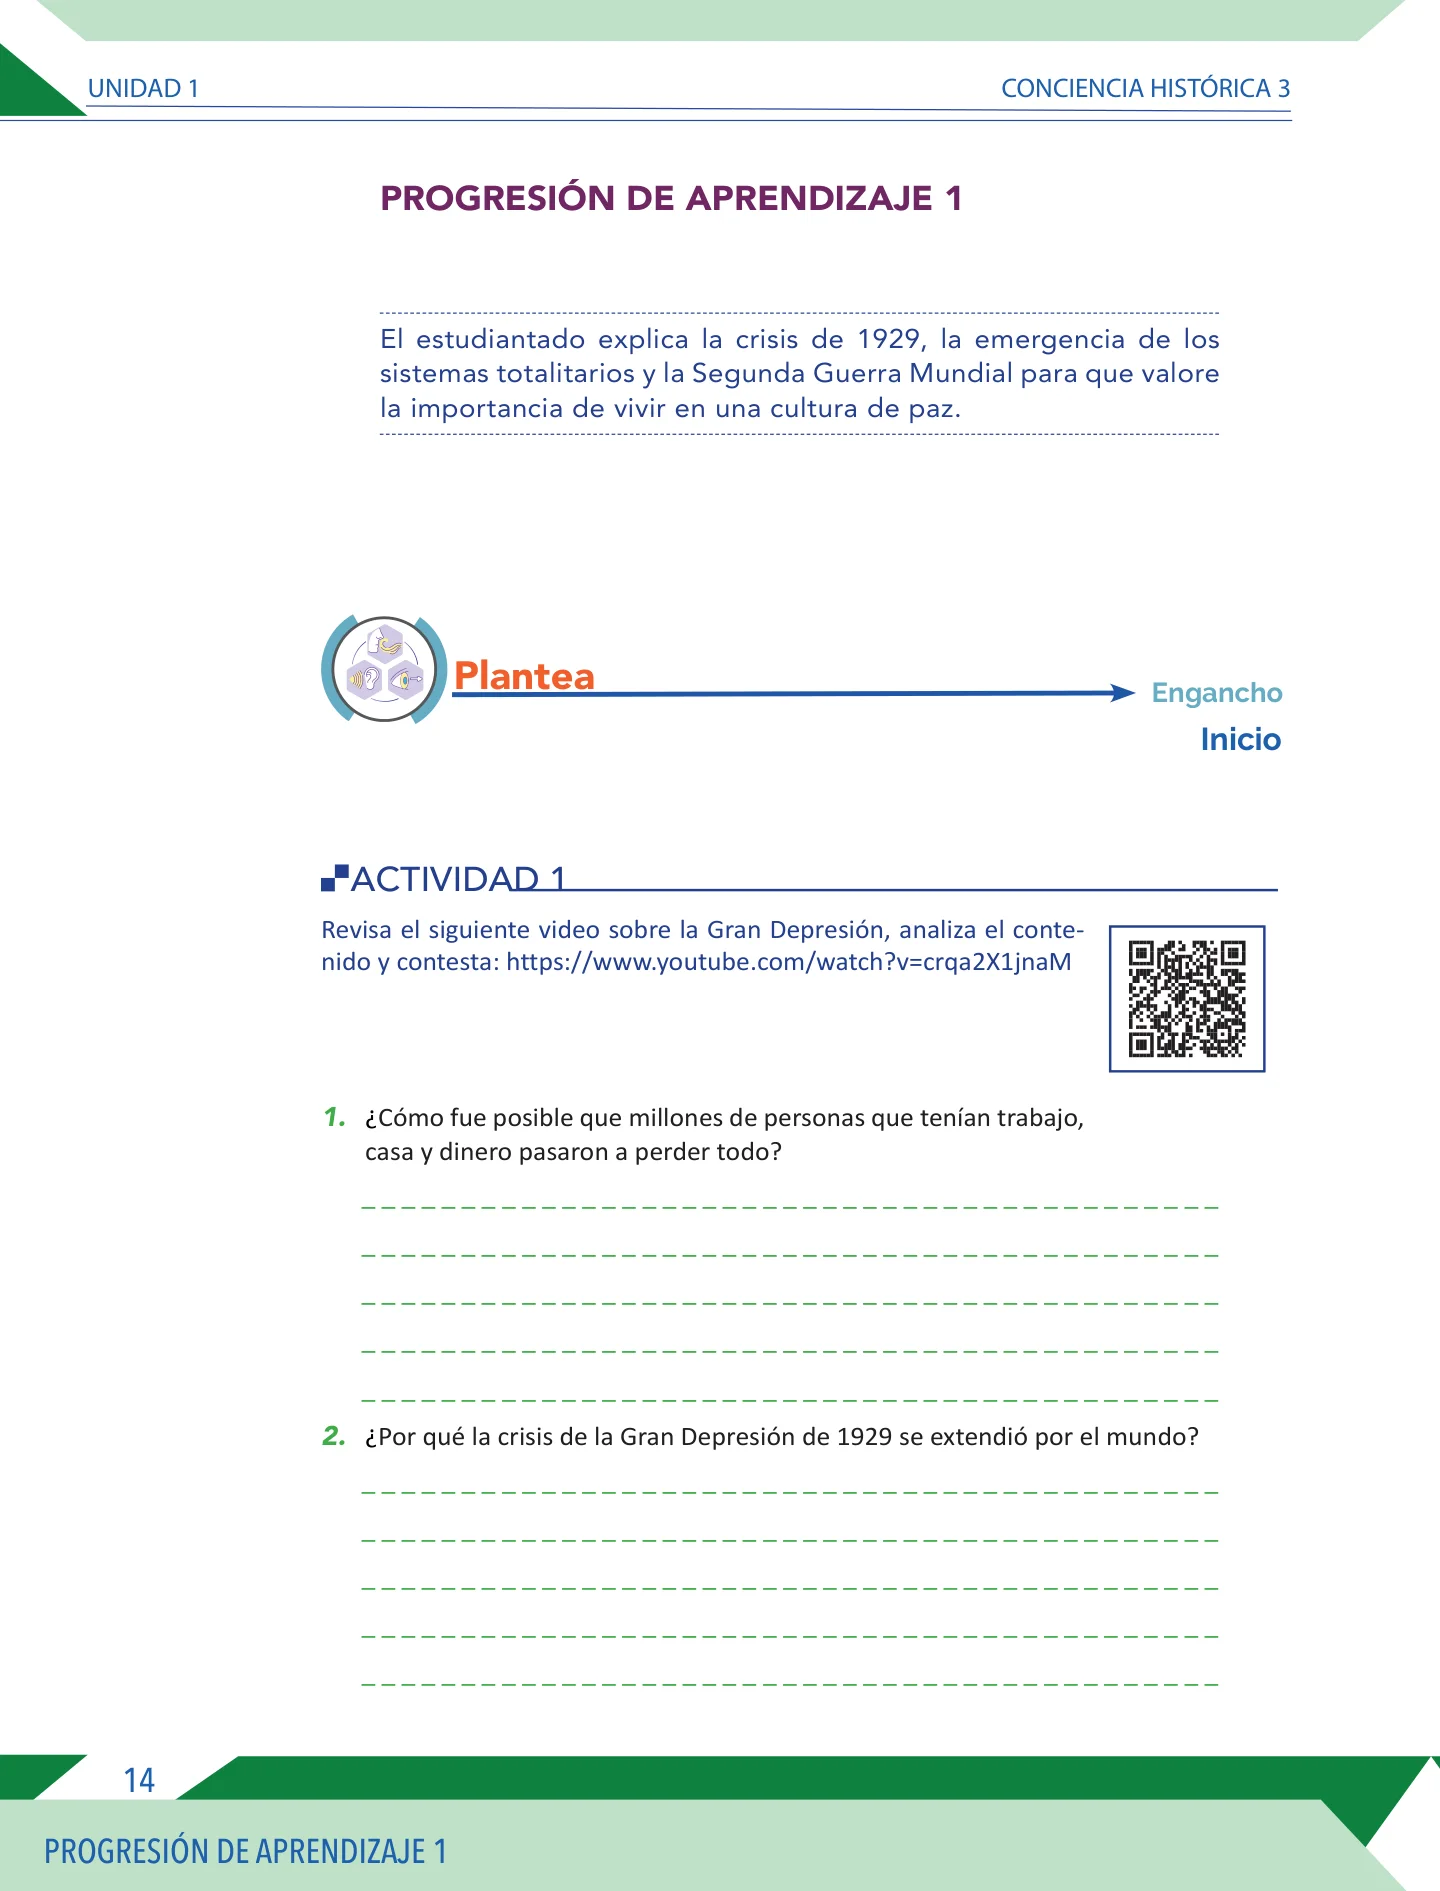 UNIDAD 1
CONCIENCIA HISTÓRICA 3
PROGRESIÓN DE APRENDIZAJE 1
El estudiantado explica la crisis de 1929, la emergencia de los
sistemas totalitarios y la Segunda Guerra Mundial para que valore
la importancia de vivir en una cultura de paz.
Plantea
Engancho
Inicio
ACTIVIDAD 1
Revisa el siguiente video sobre la Gran Depresión, analiza el conte-
nido y contesta: https://www.youtube.com/watch?v=crqa2X1jnaM
1. ¿Cómo fue posible que millones de personas que tenían trabajo,
casa y dinero pasaron a perder todo?
2. ¿Por qué la crisis de la Gran Depresión de 1929 se extendió por el mundo?
14
PROGRESIÓN DE APRENDIZAJE 1